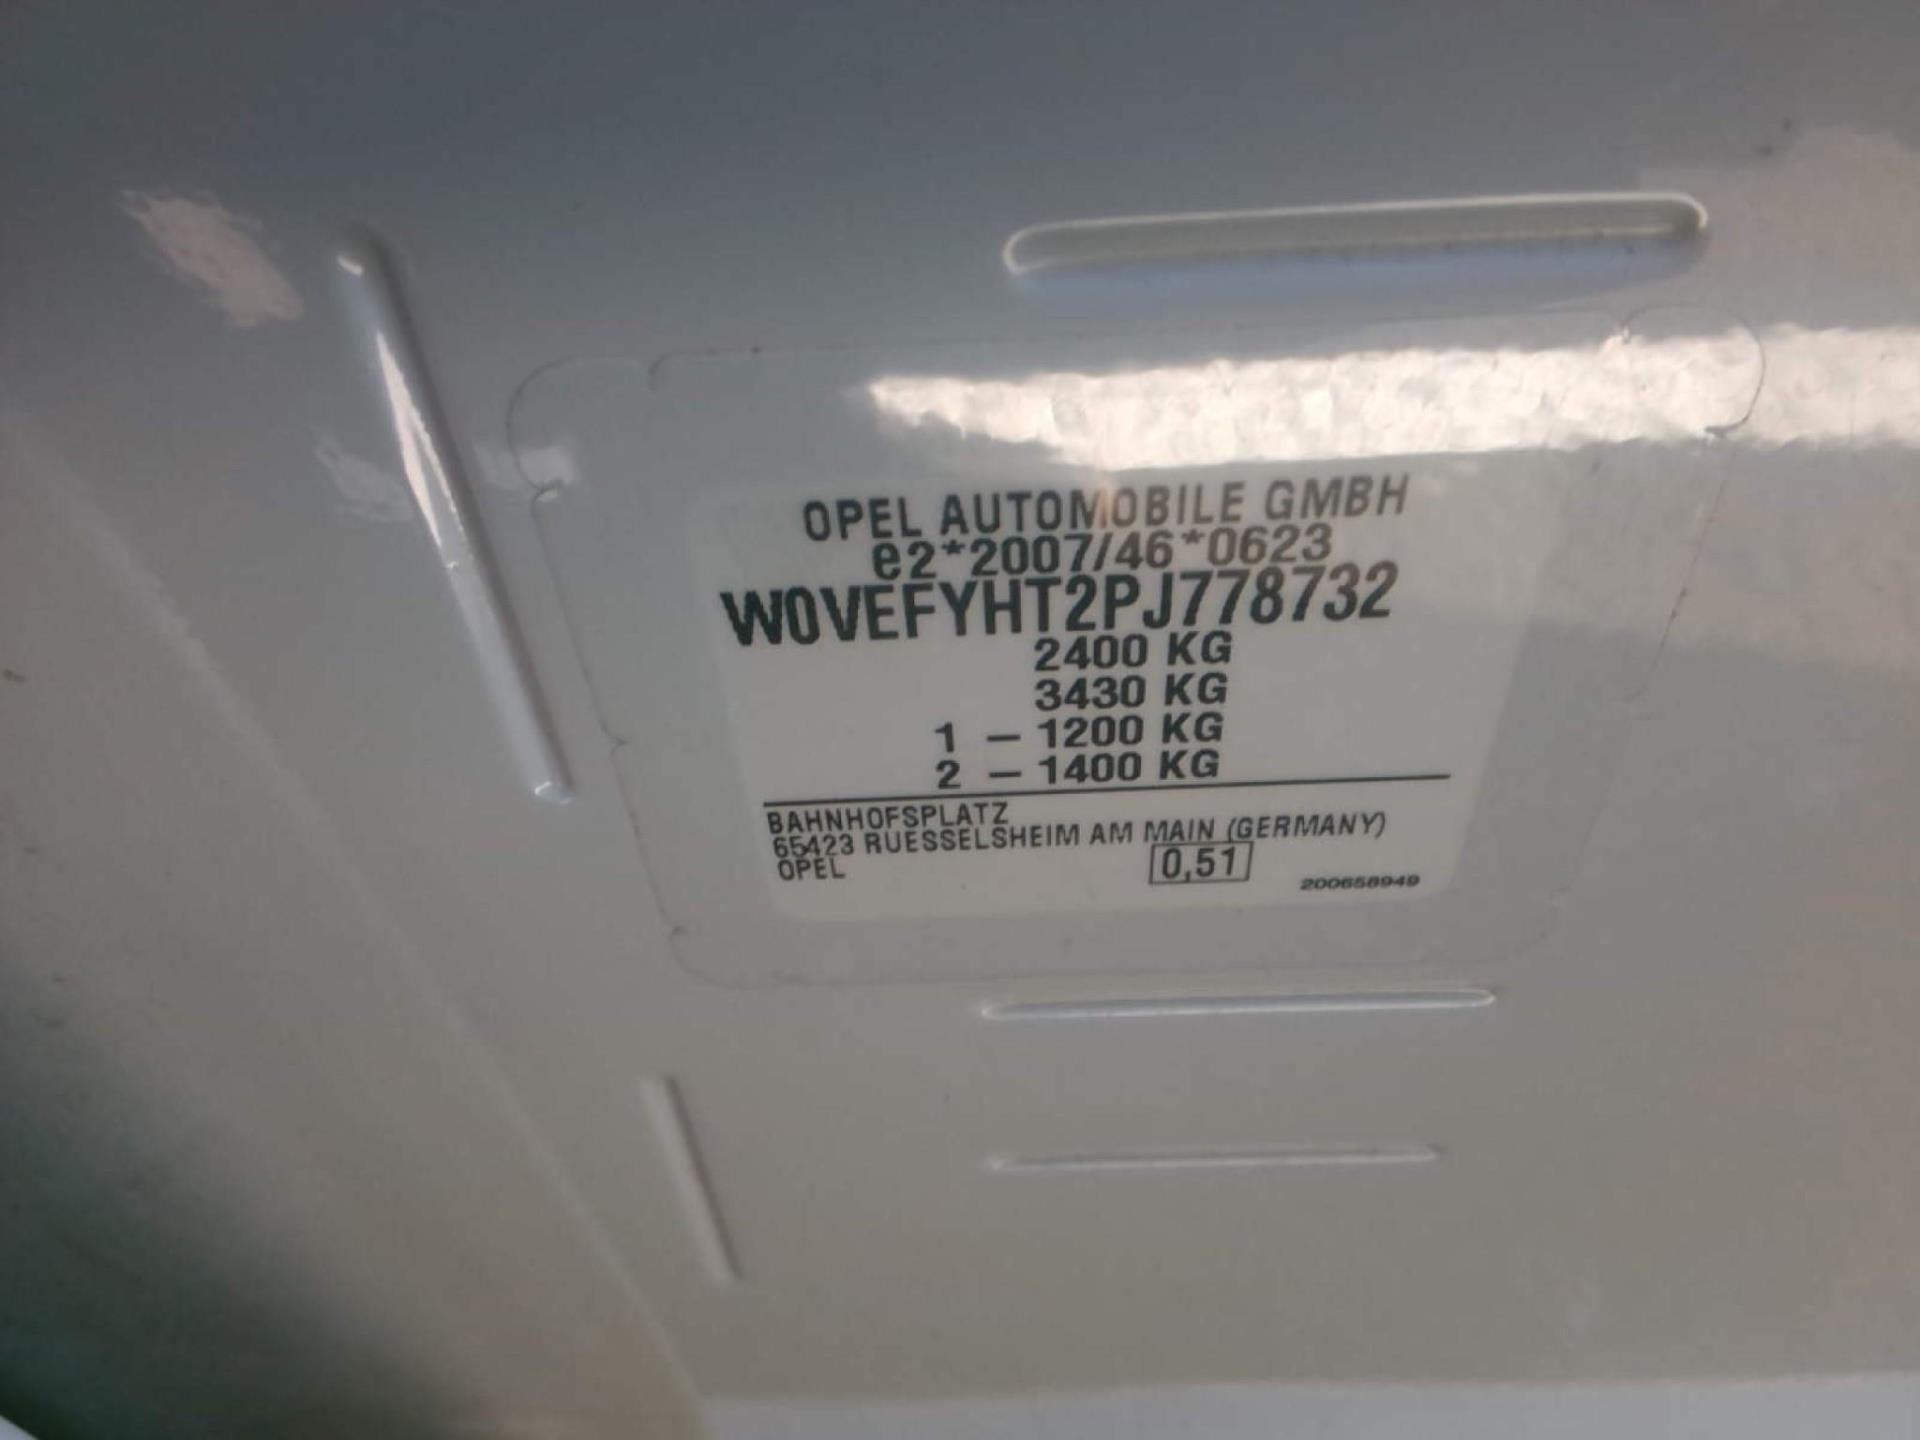 OPEL AUTOMOBILE GMBH
e2*2007/46*0623
W0VEFYHT2PJ778732
2400 KG
3430 KG
1 – 1200 KG
2 – 1400 KG
BAHNHOFSPLATZ
65423 RUESSELSHEIM AM MAIN (GERMANY)
OPEL 0,51 200658949